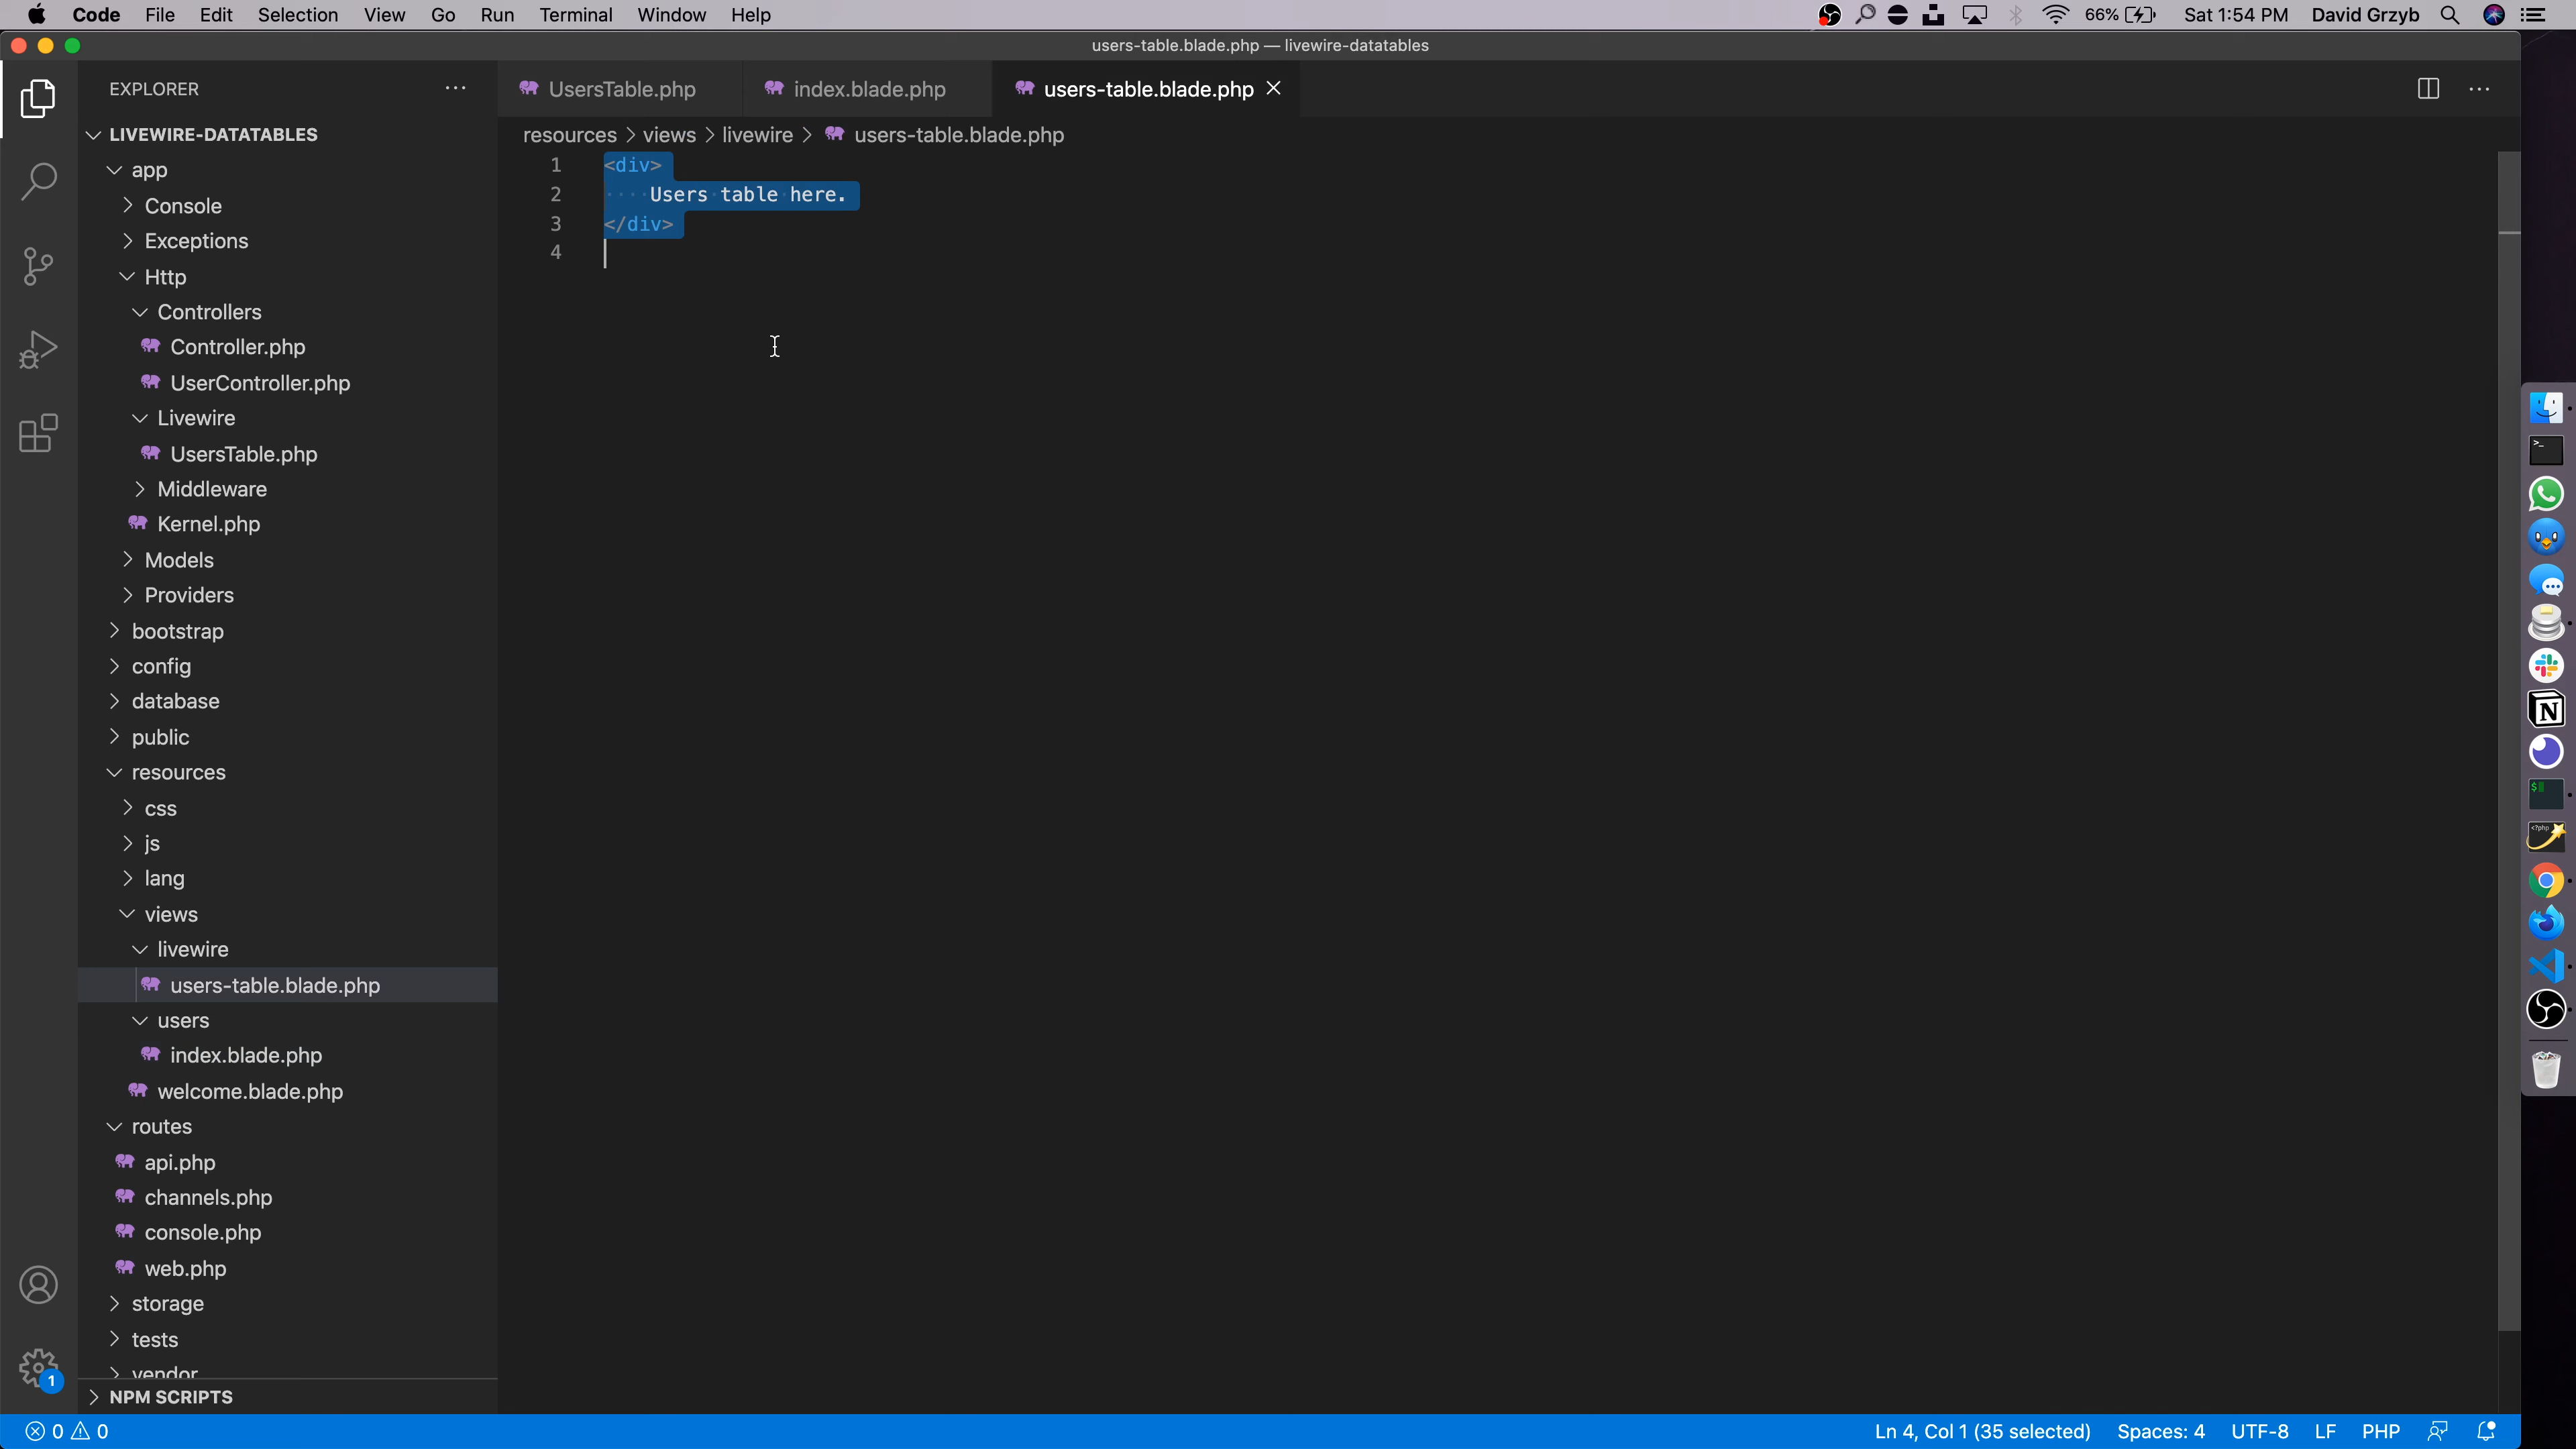 Code File Edit Selection View Go Run Terminal Window Help 66% Sat 1:54 PM David Grzyb
users-table.blade.php — livewire-datatables
EXPLORER
UsersTable.php index.blade.php users-table.blade.php
LIVEWIRE-DATATABLES
resources > views > livewire > users-table.blade.php
1 <div>
2 ····Users·table·here.
3 </div>
4
app
Console
Exceptions
Http
Controllers
Controller.php
UserController.php
Livewire
UsersTable.php
Middleware
Kernel.php
Models
Providers
bootstrap
config
database
public
resources
css
js
lang
views
livewire
users-table.blade.php
users
index.blade.php
welcome.blade.php
routes
api.php
channels.php
console.php
web.php
storage
tests
vendor
NPM SCRIPTS
1
0 0
Ln 4, Col 1 (35 selected) Spaces: 4 UTF-8 LF PHP